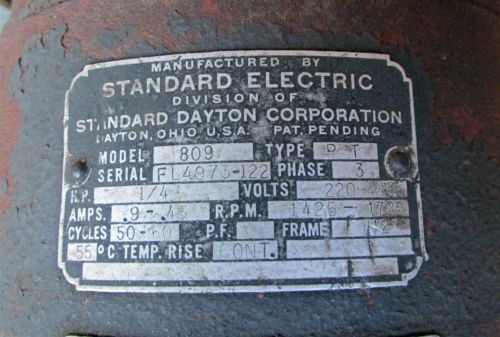 MANUFACTURED BY
STANDARD ELECTRIC
DIVISION OF
STANDARD DAYTON CORPORATION
DAYTON, OHIO U.S.A. PAT. PENDING
MODEL 809 TYPE P T
SERIAL FL4973-122 PHASE 3
H.P. 1/4 VOLTS 220
AMPS. .9-.45 R.P.M. 1425-1725
CYCLES 50-60 P.F. FRAME
55 °C TEMP. RISE CONT.